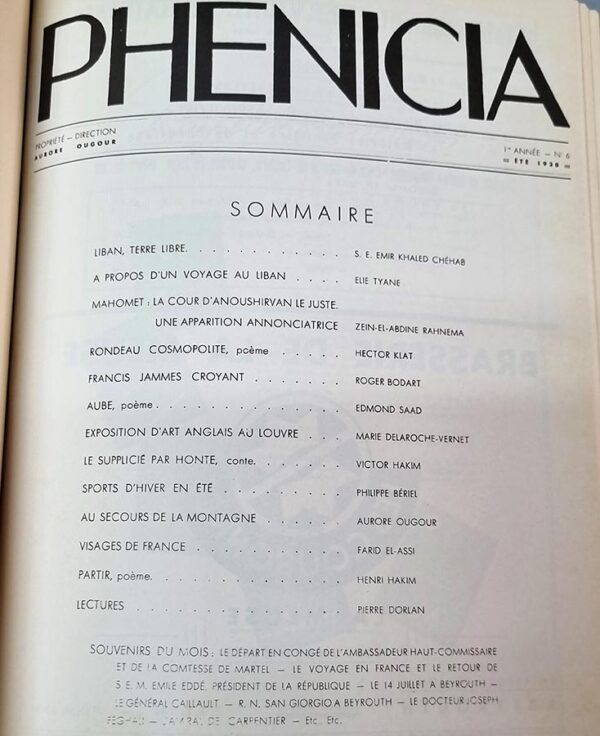 PHENICIA
PROPRIÉTÉ — DIRECTION
AURORE OUGOUR
1re ANNÉE — N° 6
ÉTÉ 1938
SOMMAIRE
LIBAN, TERRE LIBRE. . . . . . . . . . . . S. E. EMIR KHALED CHÉHAB
A PROPOS D'UN VOYAGE AU LIBAN . . . . ELIE TYANE
MAHOMET : LA COUR D'ANOUSHIRVAN LE JUSTE.
UNE APPARITION ANNONCIATRICE ZEIN-EL-ABDINE RAHNEMA
RONDEAU COSMOPOLITE, poème . . . . . HECTOR KLAT
FRANCIS JAMMES CROYANT . . . . . . . ROGER BODART
AUBE, poème . . . . . . . . . . . . . . EDMOND SAAD
EXPOSITION D'ART ANGLAIS AU LOUVRE . . . MARIE DELAROCHE-VERNET
LE SUPPLICIÉ PAR HONTE, conte. . . . . . . VICTOR HAKIM
SPORTS D'HIVER EN ÉTÉ . . . . . . . . . PHILIPPE BÉRIEL
AU SECOURS DE LA MONTAGNE . . . . . . AURORE OUGOUR
VISAGES DE FRANCE . . . . . . . . . . . FARID EL-ASSI
PARTIR, poème. . . . . . . . . . . . . . HENRI HAKIM
LECTURES . . . . . . . . . . . . . . . . PIERRE DORLAN
SOUVENIRS DU MOIS : LE DÉPART EN CONGÉ DE L'AMBASSADEUR HAUT-COMMISSAIRE
ET DE LA COMTESSE DE MARTEL — LE VOYAGE EN FRANCE ET LE RETOUR DE
S. E. M. EMILE EDDÉ, PRÉSIDENT DE LA RÉPUBLIQUE — LE 14 JUILLET A BEYROUTH —
LE GÉNÉRAL CAILLAULT — R. N. SAN GIORGIO A BEYROUTH — LE DOCTEUR JOSEPH
— DE CARPENTIER — Etc., Etc.